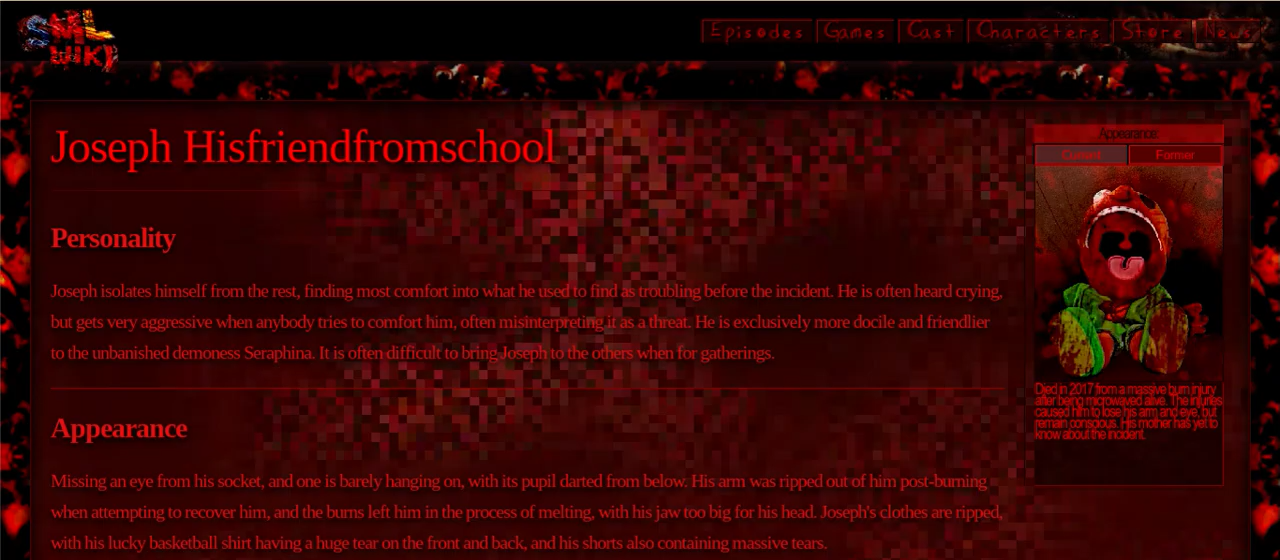 SML
WIKI
Episodes Games Cast Characters Store News
Joseph Hisfriendfromschool
Personality
Joseph isolates himself from the rest, finding most comfort into what he used to find as troubling before the incident. He is often heard crying,
but gets very aggressive when anybody tries to comfort him, often misinterpreting it as a threat. He is exclusively more docile and friendlier
to the unbanished demoness Seraphina. It is often difficult to bring Joseph to the others when for gatherings.
Appearance
Missing an eye from his socket, and one is barely hanging on, with its pupil darted from below. His arm was ripped out of him post-burning
when attempting to recover him, and the burns left him in the process of melting, with his jaw too big for his head. Joseph's clothes are ripped,
with his lucky basketball shirt having a huge tear on the front and back, and his shorts also containing massive tears.
Appearance:
Current Former
Died in 2017 from a massive burn injury
after being microwaved alive. The injuries
caused him to lose his arm and eye, but
remain conscious. His mother has yet to
know about the incident.